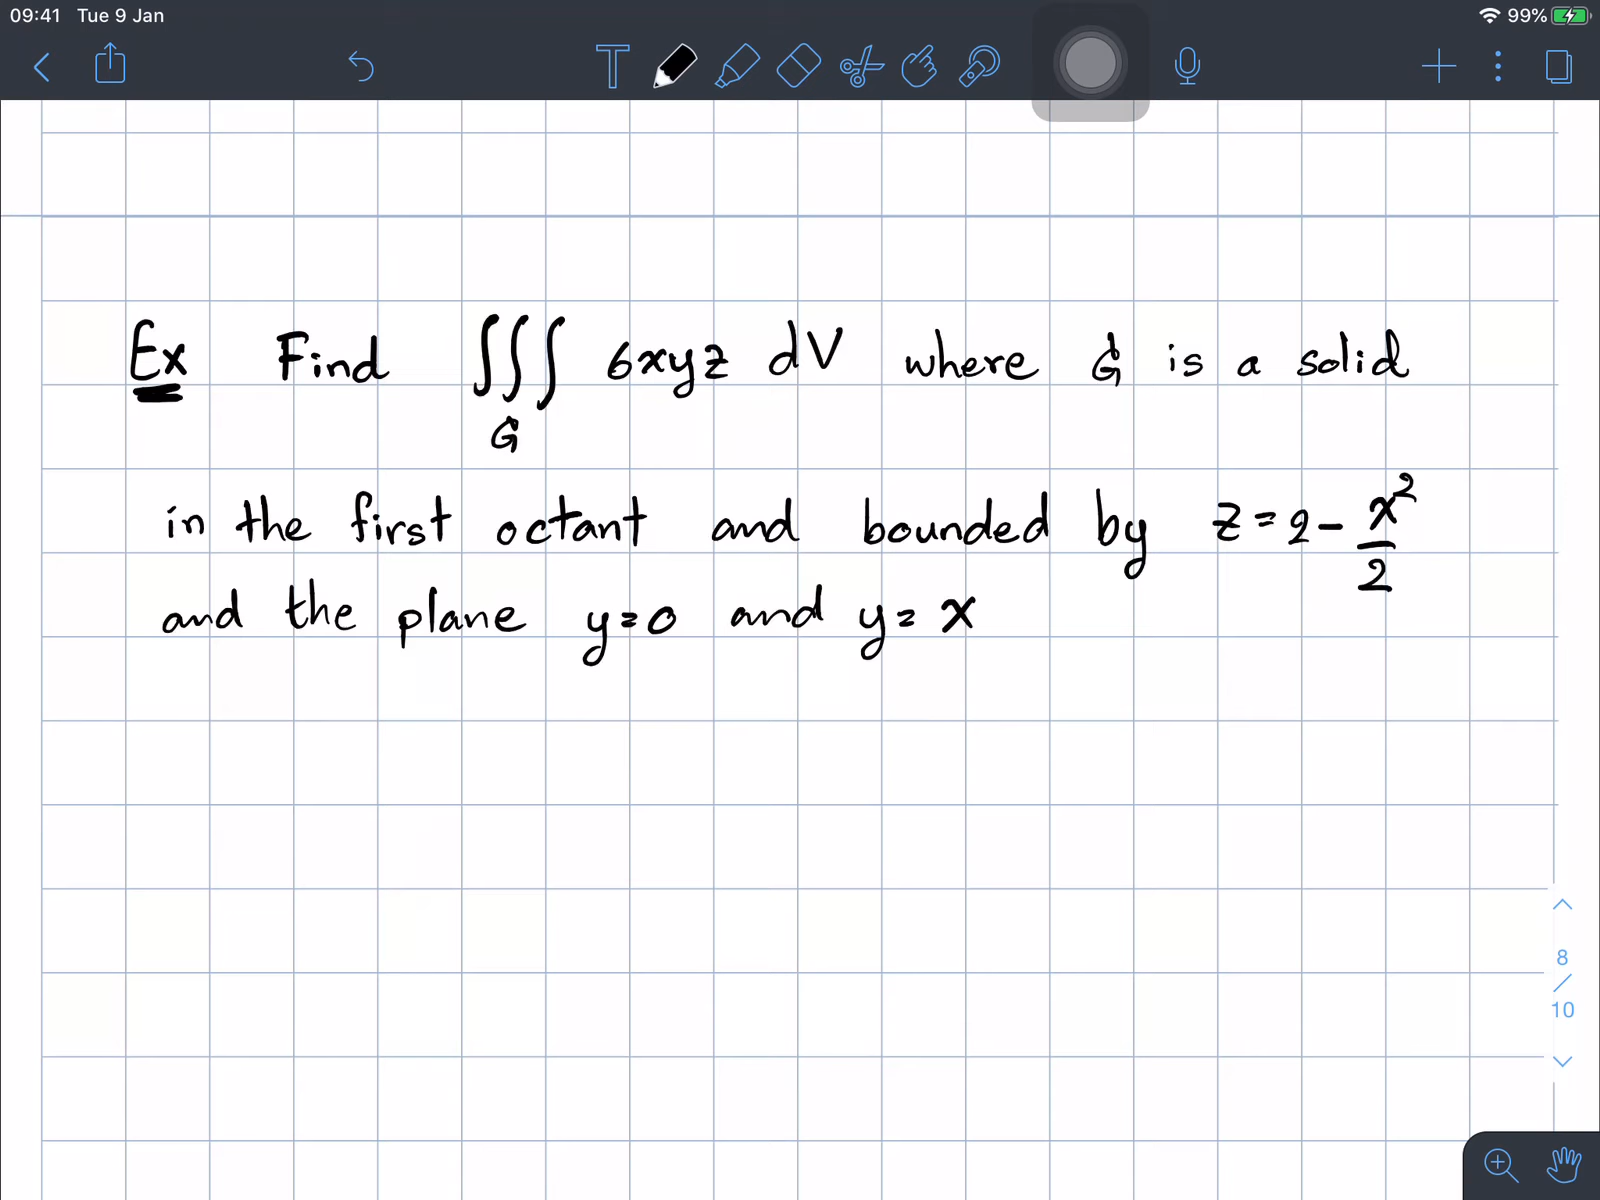 09:41 Tue 9 Jan 99%
T
Ex Find ∭ 6xyz dV where G is a solid
G
in the first octant and bounded by z = 2 - x²/2
and the plane y=0 and y= x
8
/
10